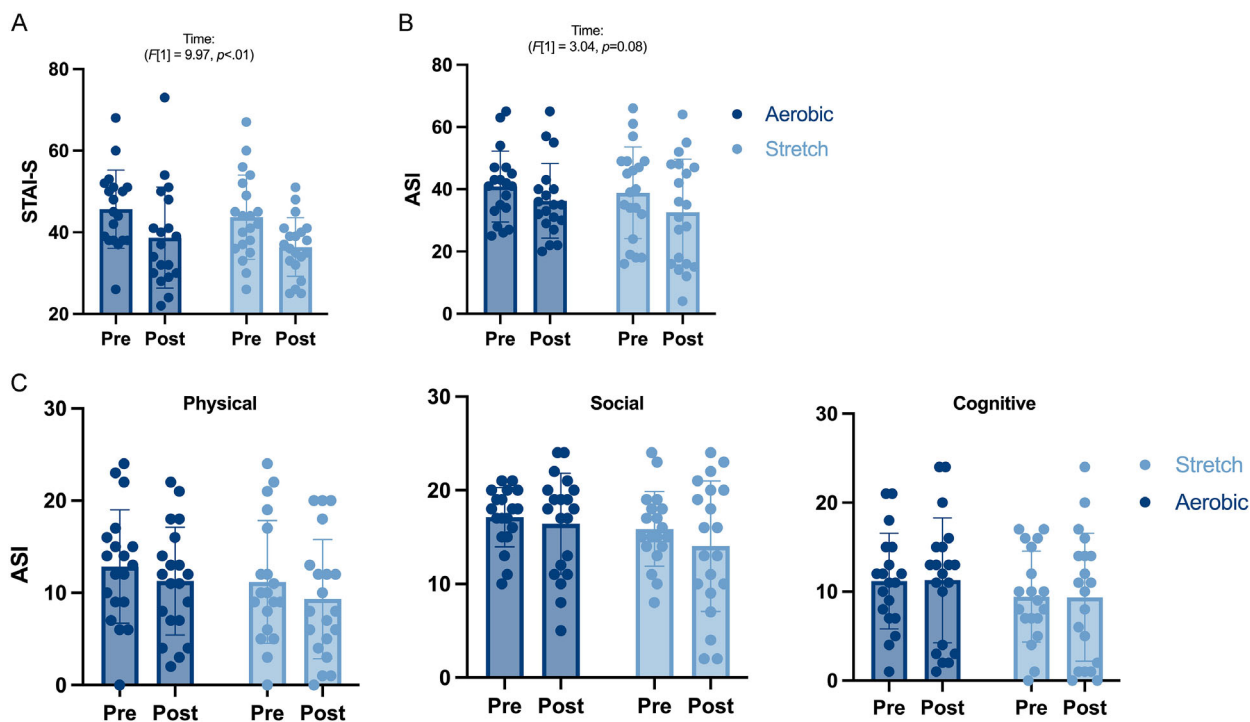 A
Time:
(F[1] = 9.97, p<.01)
STAI-S
80
60
40
20
Pre Post Pre Post
B
Time:
(F[1] = 3.04, p=0.08)
ASI
80
60
40
20
0
Pre Post Pre Post
Aerobic
Stretch
C
Physical
ASI
30
20
10
0
Pre Post Pre Post
Social
30
20
10
0
Pre Post Pre Post
Cognitive
30
20
10
0
Pre Post Pre Post
Stretch
Aerobic